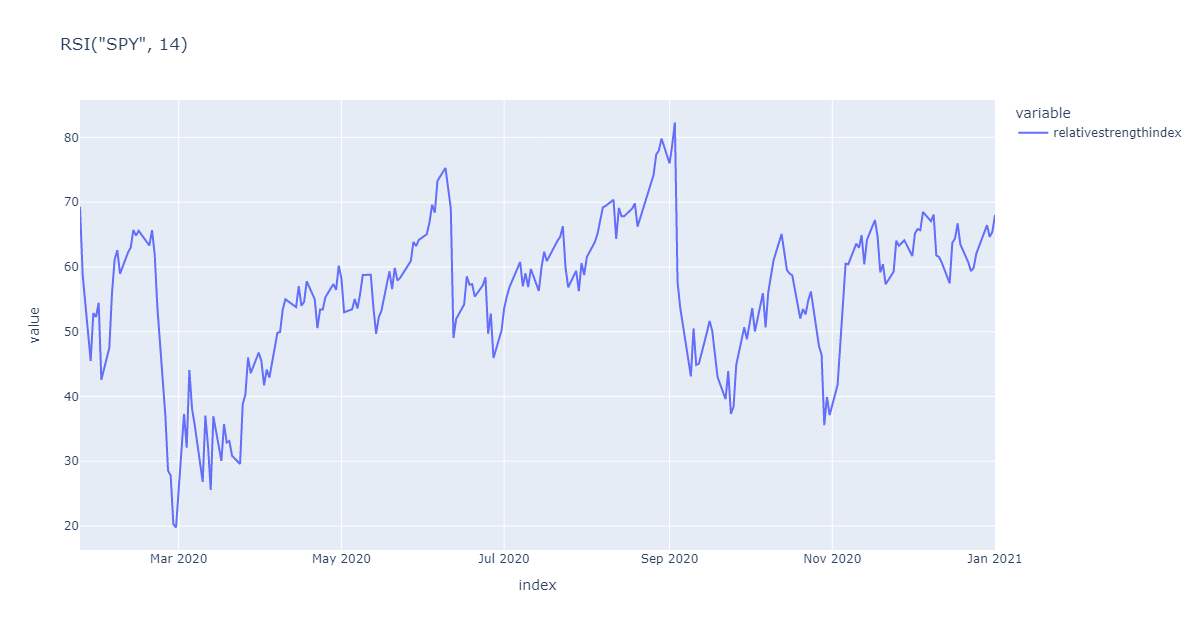 RSI("SPY", 14)
variable
relativestrengthindex
80
70
60
50
40
30
20
value
Mar 2020
May 2020
Jul 2020
Sep 2020
Nov 2020
Jan 2021
index